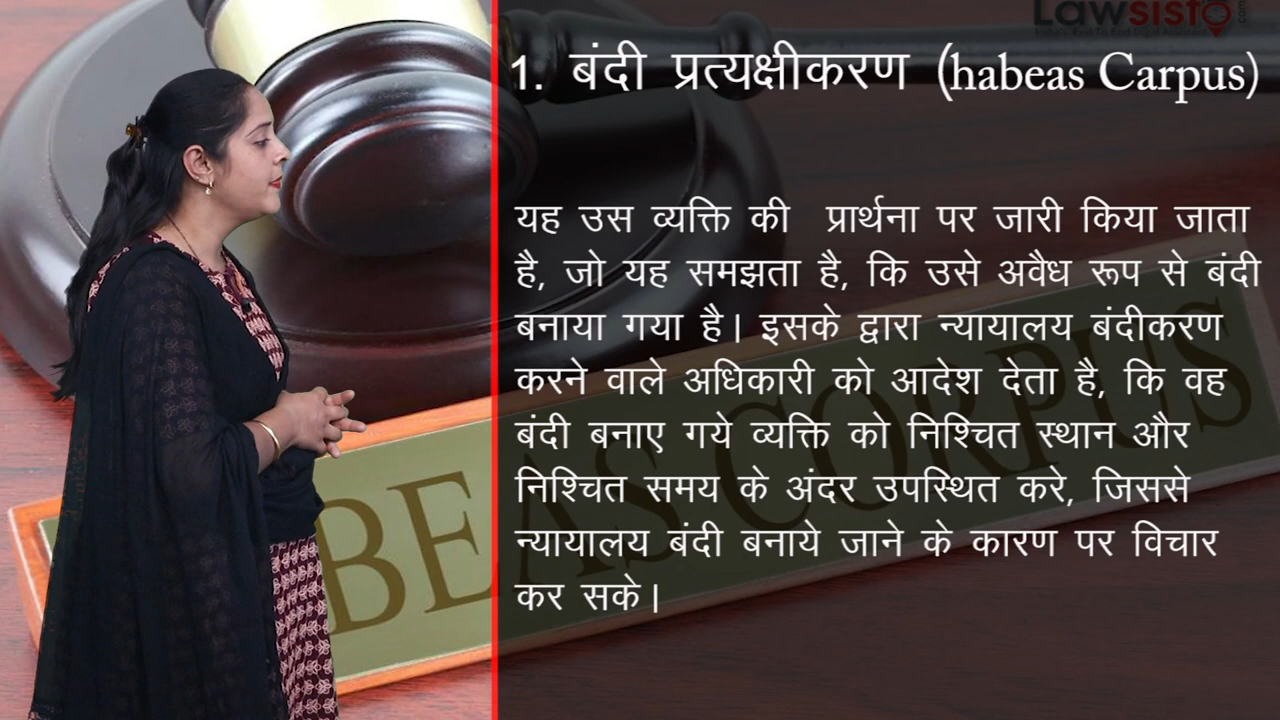 Lawsisto
.com
1. बंदी प्रत्यक्षीकरण (habeas Carpus)
यह उस व्यक्ति की प्रार्थना पर जारी किया जाता
है, जो यह समझता है, कि उसे अवैध रूप से बंदी
बनाया गया है। इसके द्वारा न्यायालय बंदीकरण
करने वाले अधिकारी को आदेश देता है, कि वह
बंदी बनाए गये व्यक्ति को निश्चित स्थान और
निश्चित समय के अंदर उपस्थित करे, जिससे
न्यायालय बंदी बनाये जाने के कारण पर विचार
कर सके।
BEAS CORPUS